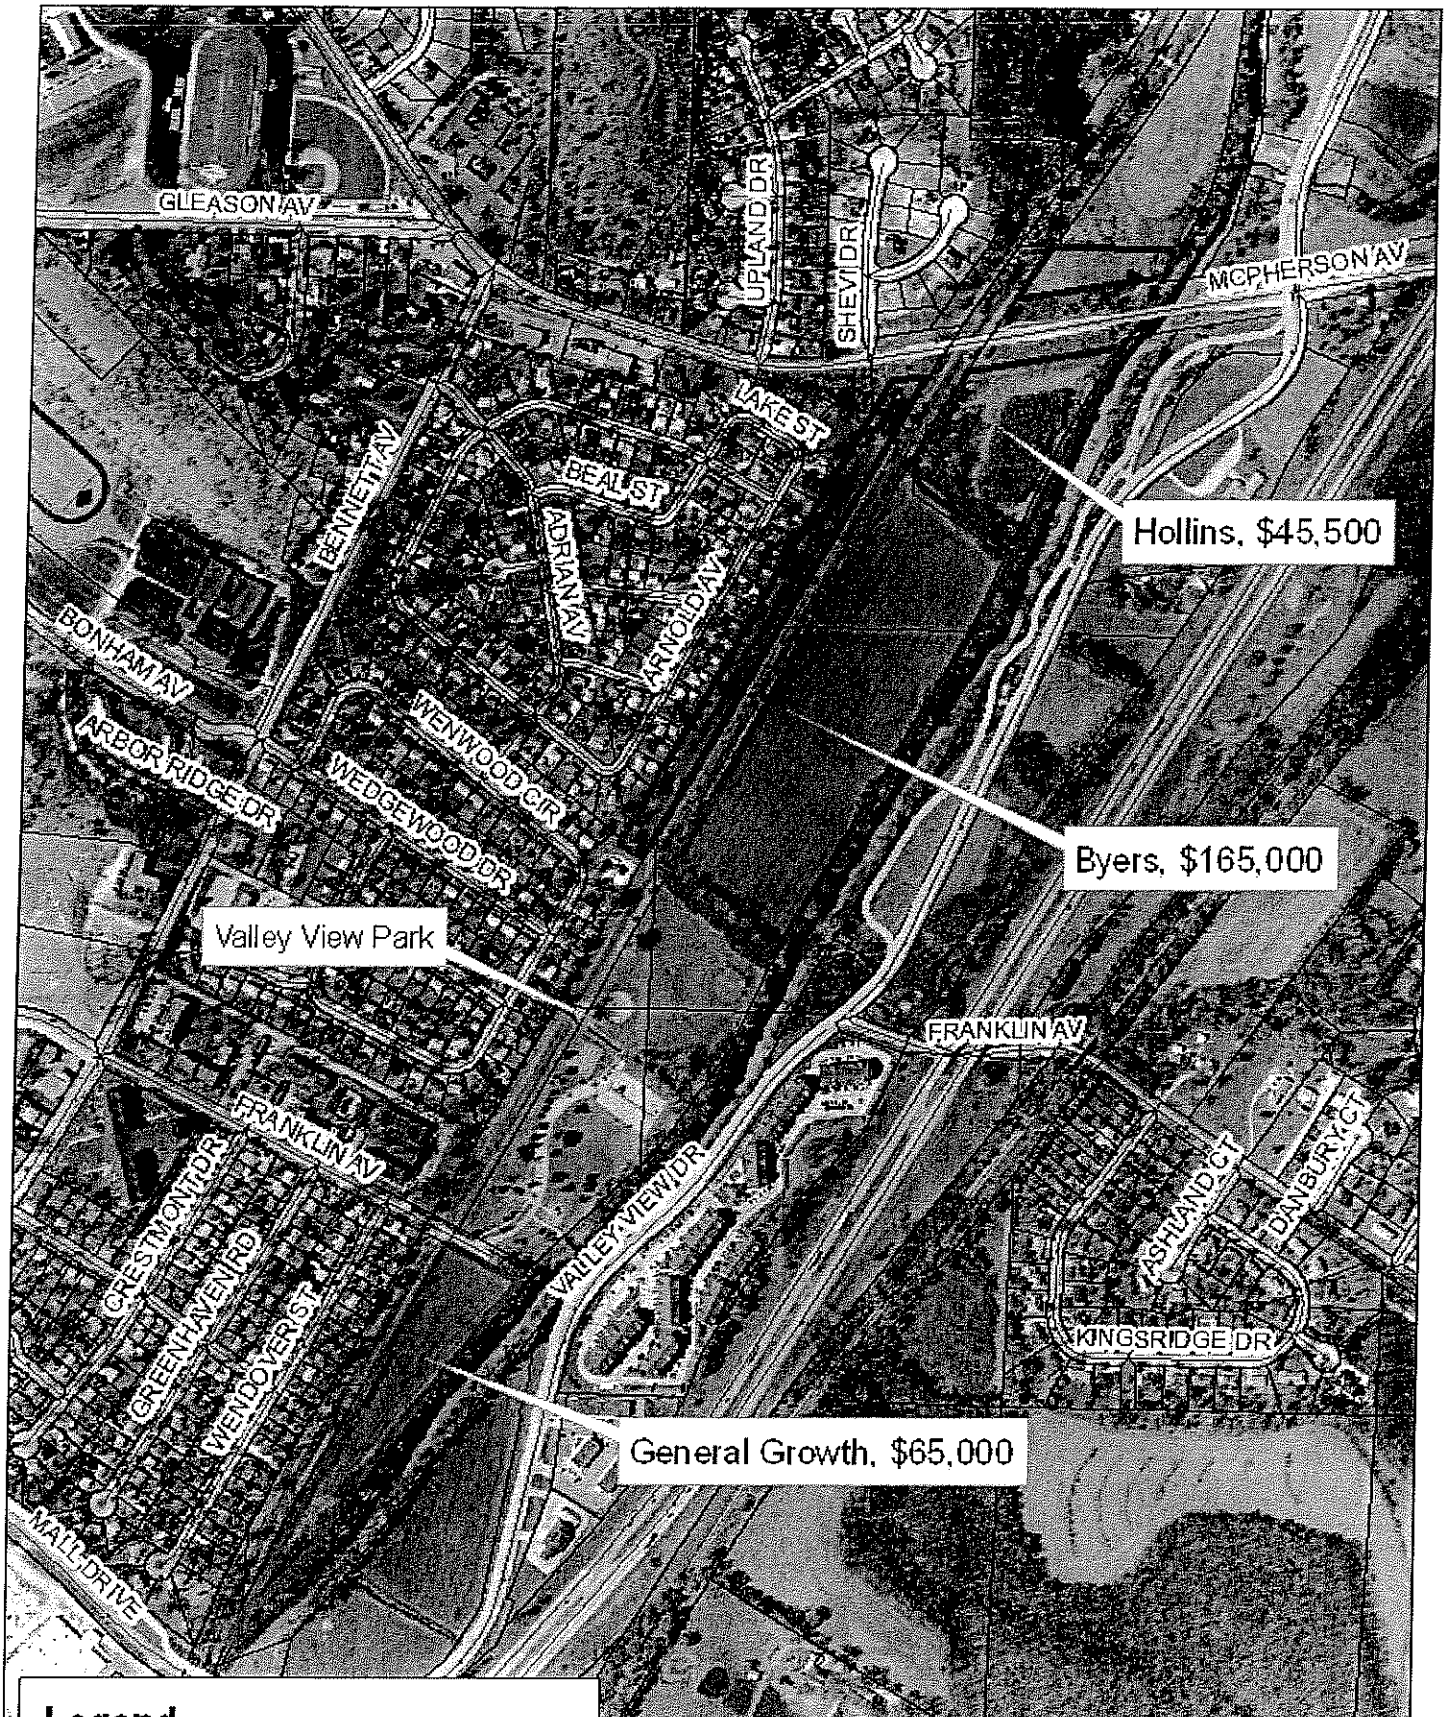 GLEASON AV
UPLAND DR
SHEVI DR
MCPHERSON AV
LAKE ST
BENNETT AV
BEAL ST
ADRIAN AV
ARNOLD AV
Hollins, $45,500
BONHAM AV
ARBOR RIDGE DR
WENWOOD CIR
WEDGEWOOD DR
Byers, $165,000
Valley View Park
FRANKLIN AV
FRANKLIN AV
CRESTMONT DR
GREENHAVEN RD
WENDOVER ST
VALLEY VIEW DR
ASHLAND CT
DANBURY CT
KINGSRIDGE DR
General Growth, $65,000
MALL DRIVE
Legend